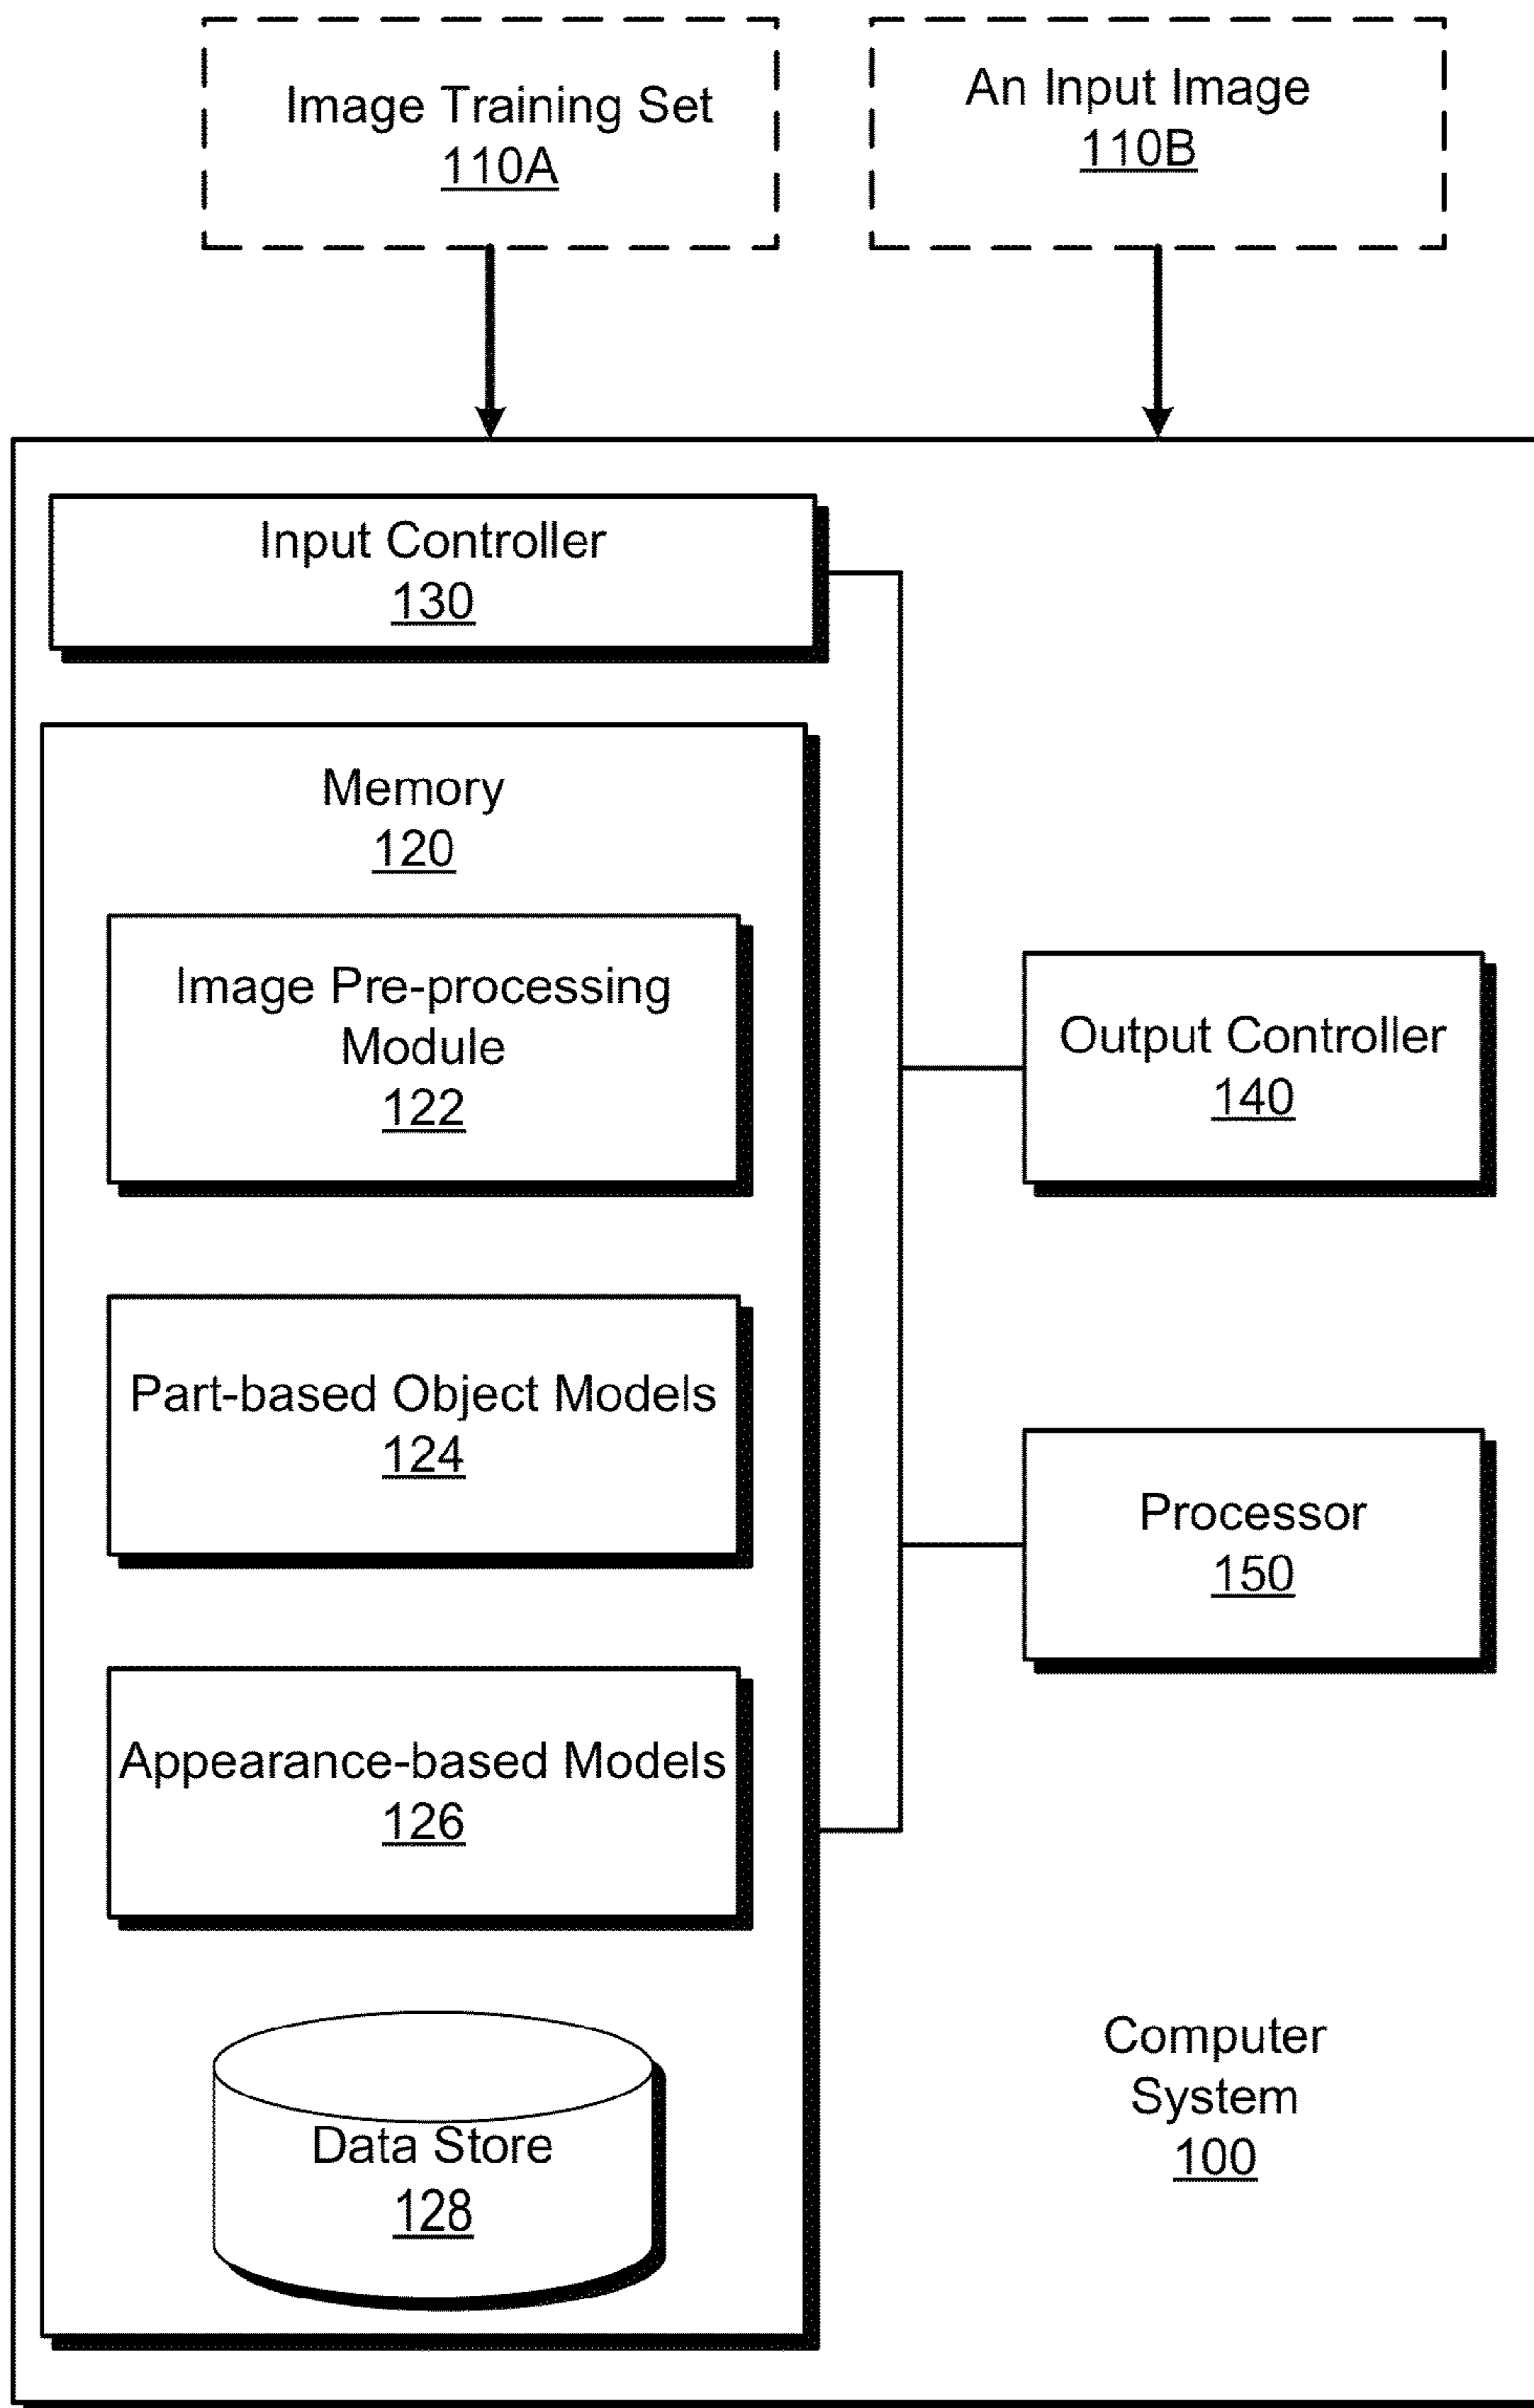 Image Training Set
110A
An Input Image
110B
Input Controller
130
Memory
120
Image Pre-processing
Module
122
Part-based Object Models
124
Appearance-based Models
126
Data Store
128
Output Controller
140
Processor
150
Computer
System
100